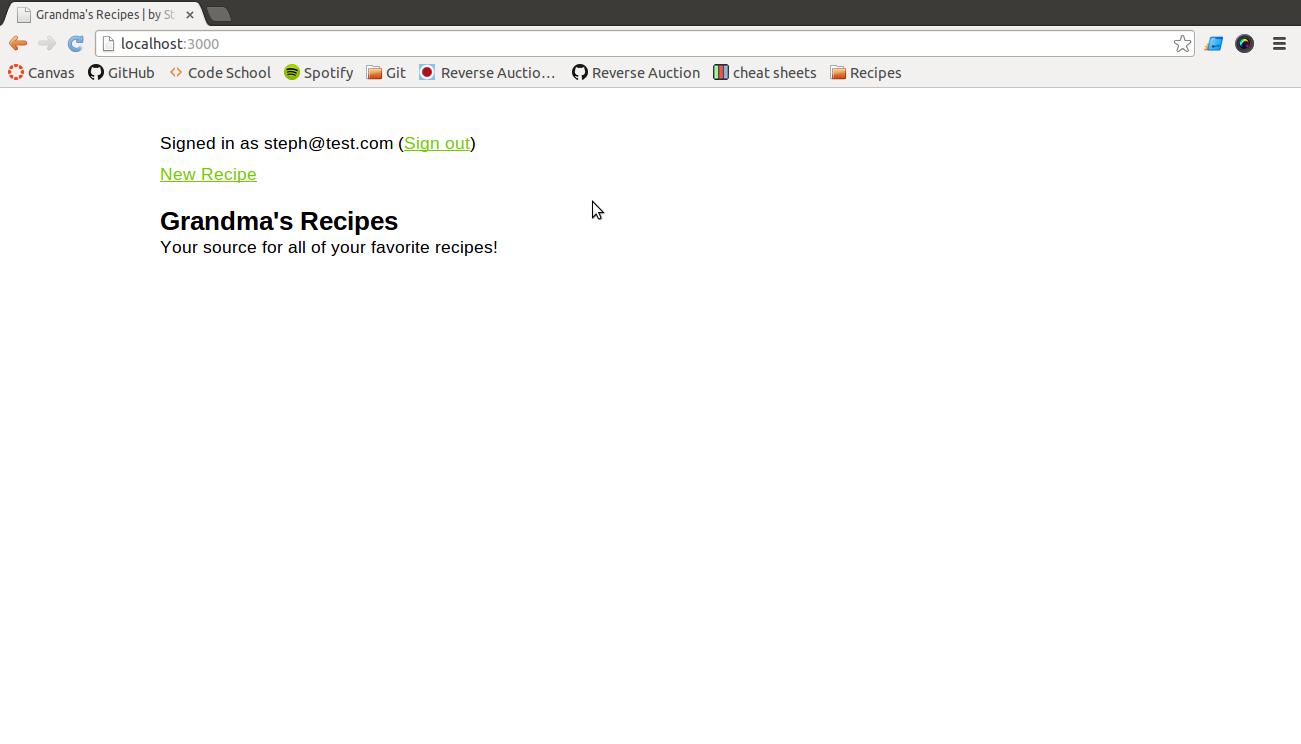 Grandma's Recipes | by St
localhost:3000
Canvas GitHub Code School Spotify Git Reverse Auctio... Reverse Auction cheat sheets Recipes
Signed in as steph@test.com (Sign out)
New Recipe
Grandma's Recipes
Your source for all of your favorite recipes!